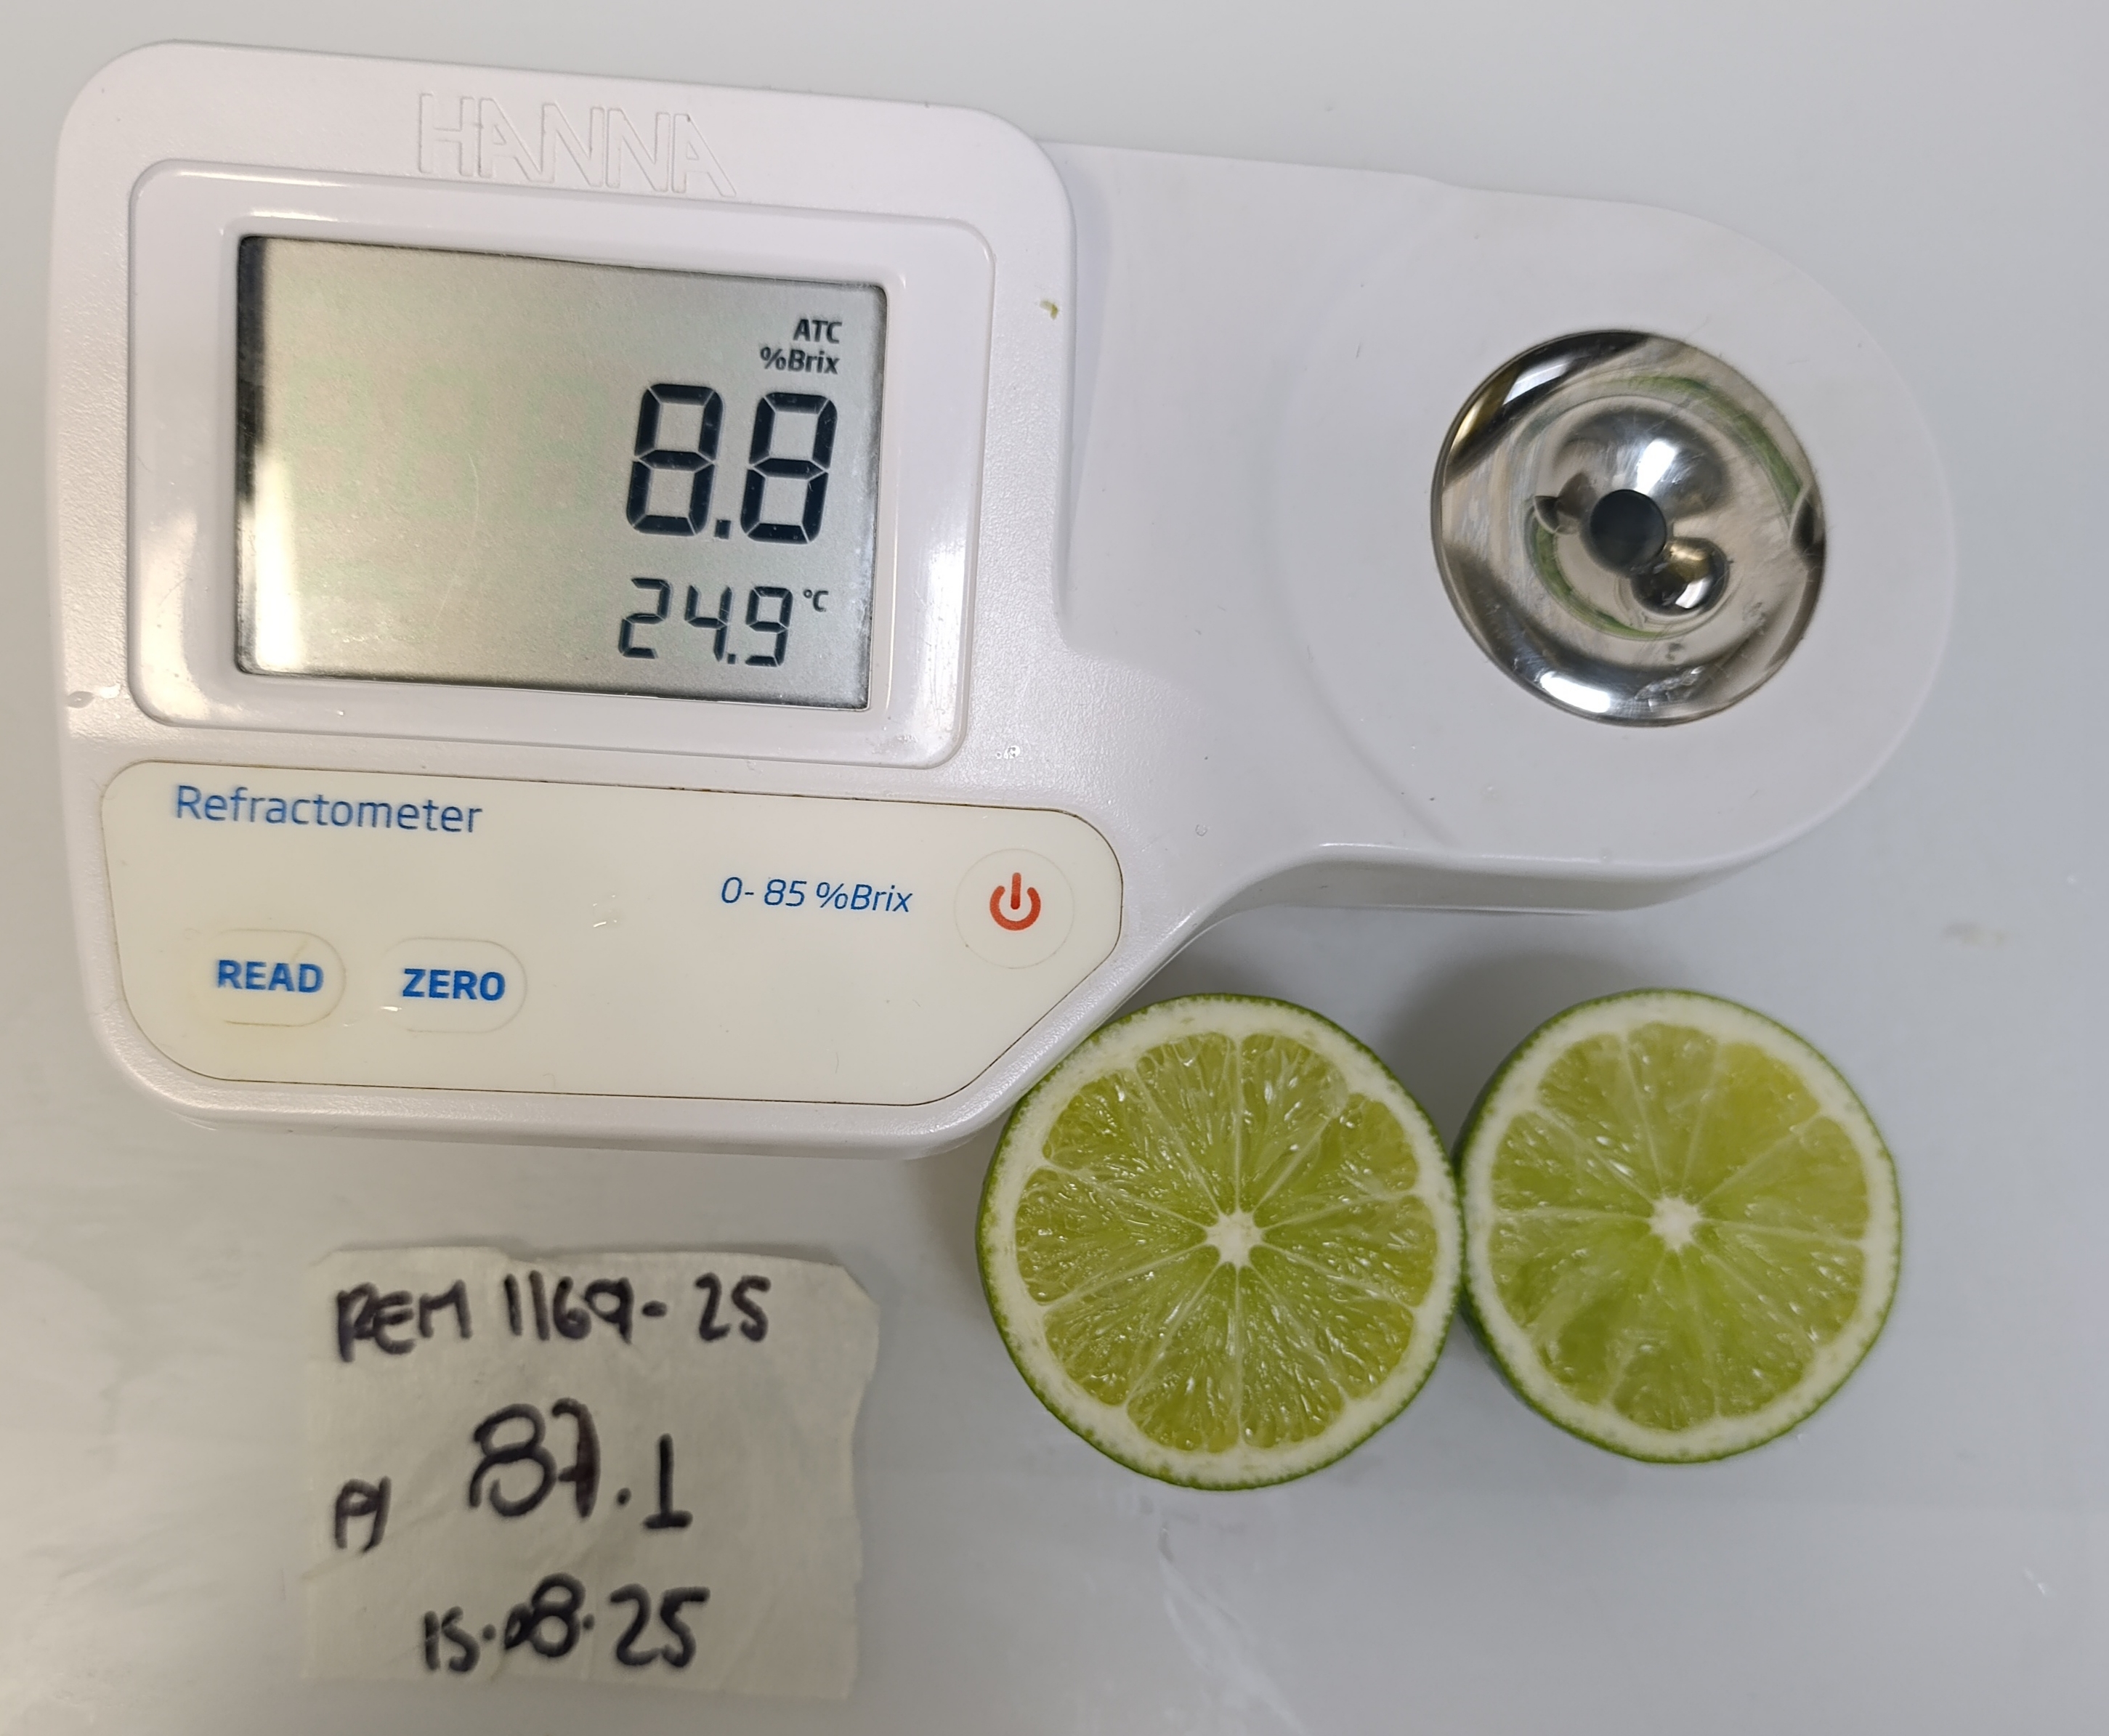 HANNA
ATC
%Brix
8.8
24.9 °C
Refractometer
0-85 %Brix
READ ZERO
REM 1169-25
87.1
15.08.25